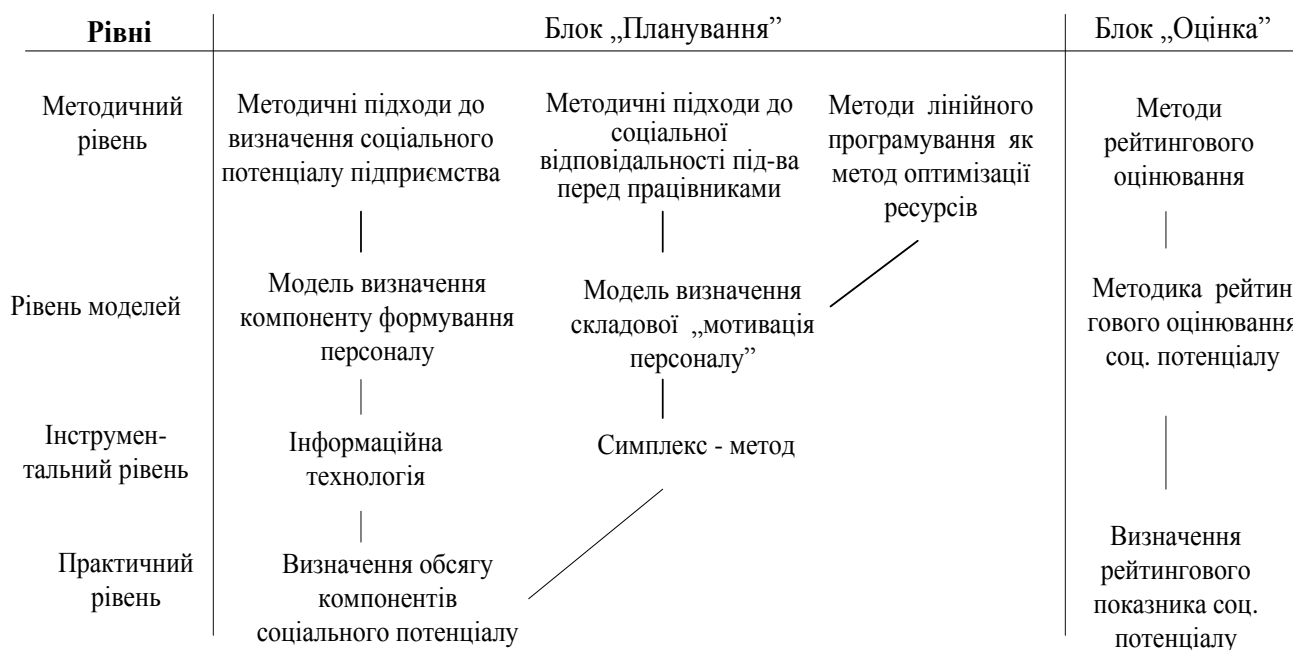 Рівні
Блок „Планування”
Блок „Оцінка”
Методичний
рівень
Методичні підходи до
визначення соціального
потенціалу підприємства
Методичні підходи до
соціальної
відповідальності під-ва
перед працівниками
Методи лінійного
програмування як
метод оптимізації
ресурсів
Методи
рейтингового
оцінювання
Рівень моделей
Модель визначення
компоненту формування
персоналу
Модель визначення
складової „мотивація
персоналу”
Методика рейтин
гового оцінювання
соц. потенціалу
Інструмен-
тальний рівень
Інформаційна
технологія
Симплекс - метод
Практичний
рівень
Визначення обсягу
компонентів
соціального потенціалу
Визначення
рейтингового
показника соц.
потенціалу